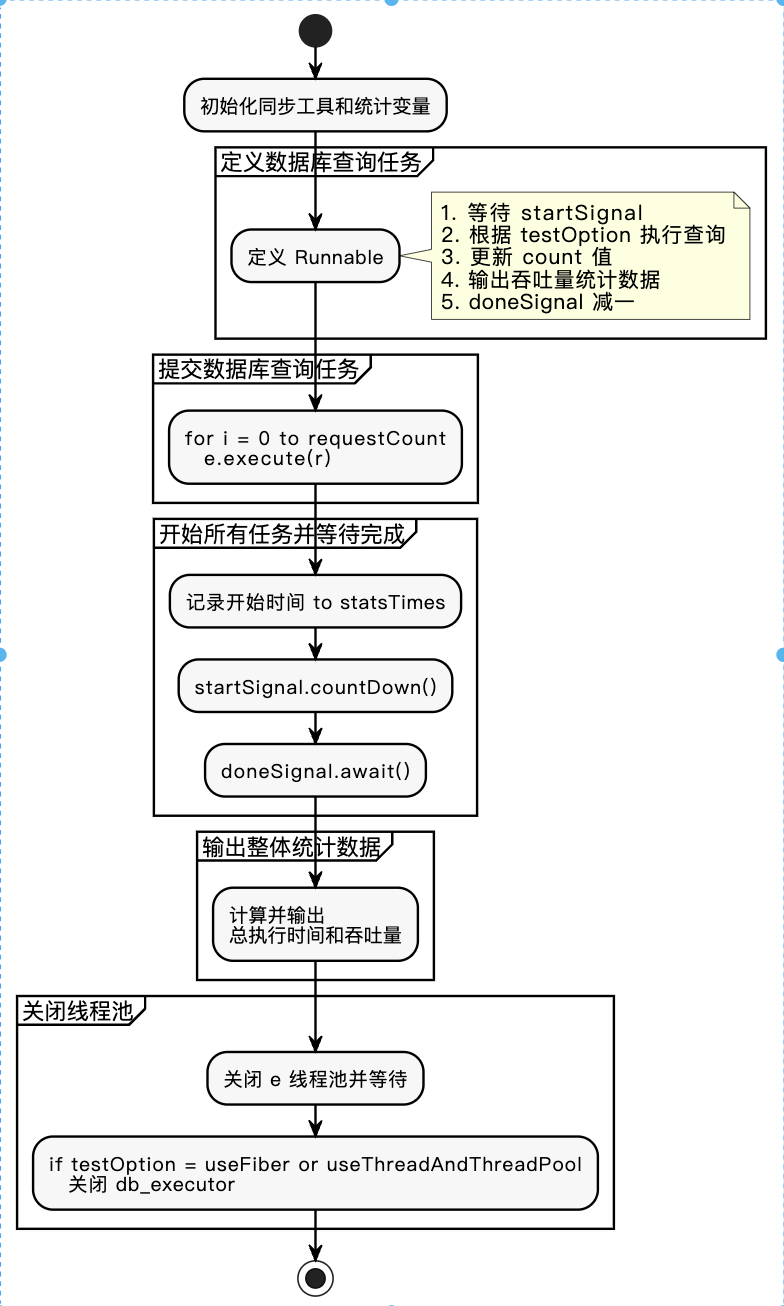 初始化同步工具和统计变量
定义数据库查询任务
定义 Runnable
1. 等待 startSignal
2. 根据 testOption 执行查询
3. 更新 count 值
4. 输出吞吐量统计数据
5. doneSignal 减一
提交数据库查询任务
for i = 0 to requestCount
e.execute(r)
开始所有任务并等待完成
记录开始时间 to statsTimes
startSignal.countDown()
doneSignal.await()
输出整体统计数据
计算并输出
总执行时间和吞吐量
关闭线程池
关闭 e 线程池并等待
if testOption = useFiber or useThreadAndThreadPool
关闭 db_executor